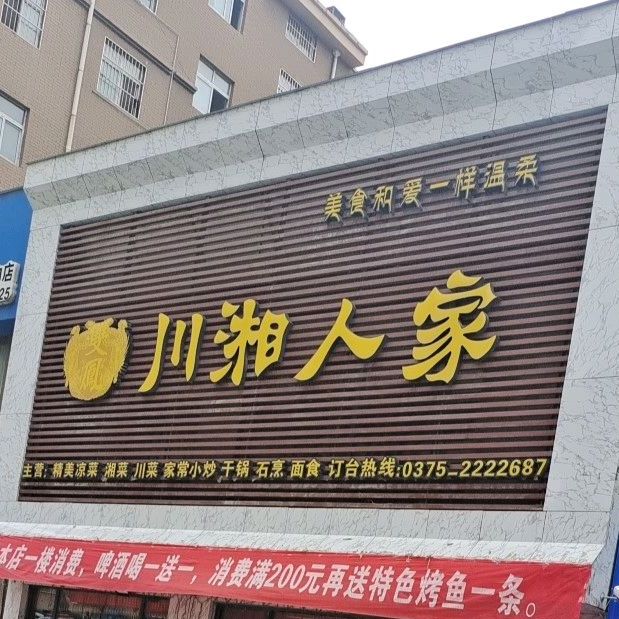 美食和爱一样温柔
川湘人家
主营:精美凉菜 湘菜 川菜 家常小炒 干锅 石烹 面食 订台热线:0375-2222687
本店一楼消费,啤酒喝一送一,消费满200元再送特色烤鱼一条。
店
25